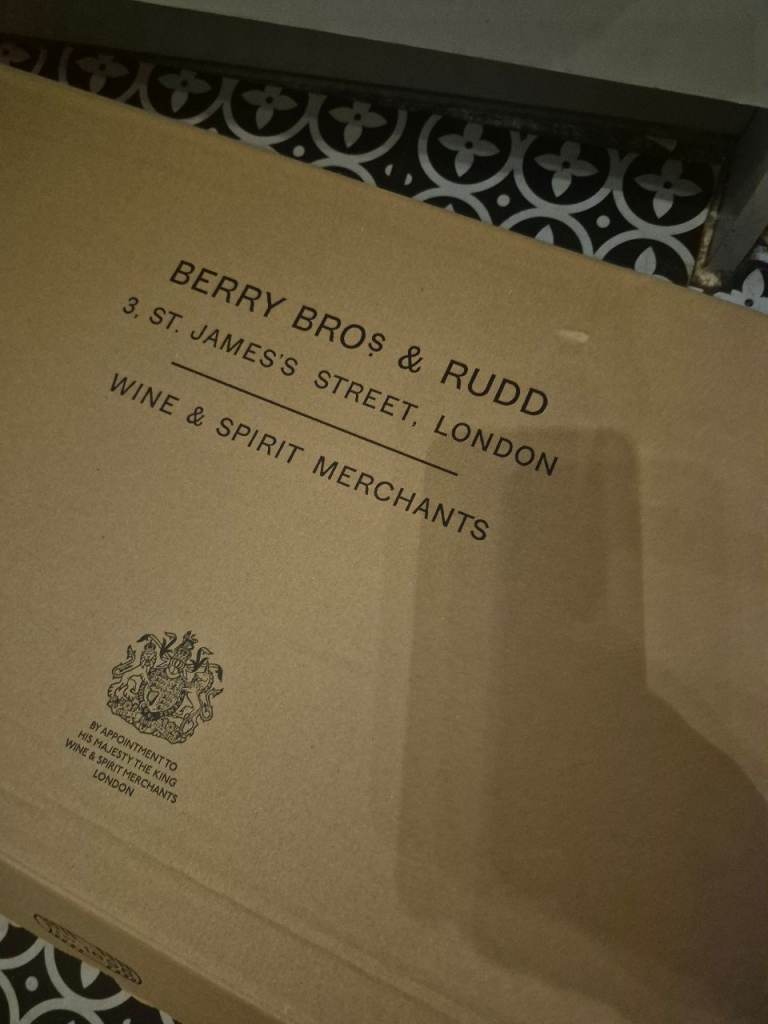 BERRY BROS & RUDD
3, ST. JAMES'S STREET, LONDON
WINE & SPIRIT MERCHANTS
BY APPOINTMENT TO
HIS MAJESTY THE KING
WINE & SPIRIT MERCHANTS
LONDON